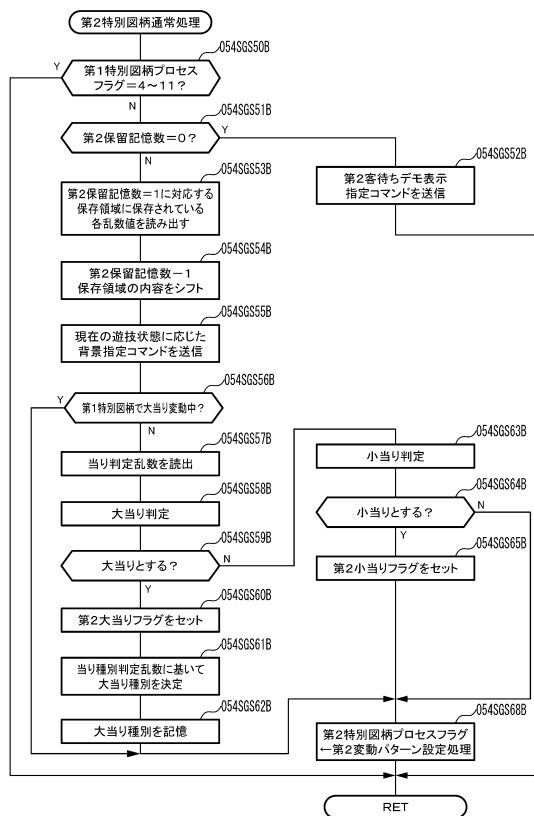 第2特別図柄通常処理
054SGS50B
Y
第1特別図柄プロセス
フラグ=4~11?
N
054SGS51B
第2保留記憶数=0?
Y
N
054SGS52B
第2客待ちデモ表示
指定コマンドを送信
054SGS53B
第2保留記憶数=1に対応する
保存領域に保存されている
各乱数値を読み出す
054SGS54B
第2保留記憶数-1
保存領域の内容をシフト
054SGS55B
現在の遊技状態に応じた
背景指定コマンドを送信
054SGS56B
Y
第1特別図柄で大当り変動中?
N
054SGS57B
当り判定乱数を読出
054SGS58B
大当り判定
054SGS59B
大当りとする?
N
Y
054SGS60B
第2大当りフラグをセット
054SGS61B
当り種別判定乱数に基いて
大当り種別を決定
054SGS62B
大当り種別を記憶
054SGS63B
小当り判定
054SGS64B
小当りとする?
N
Y
054SGS65B
第2小当りフラグをセット
054SGS68B
第2特別図柄プロセスフラグ
←第2変動パターン設定処理
RET